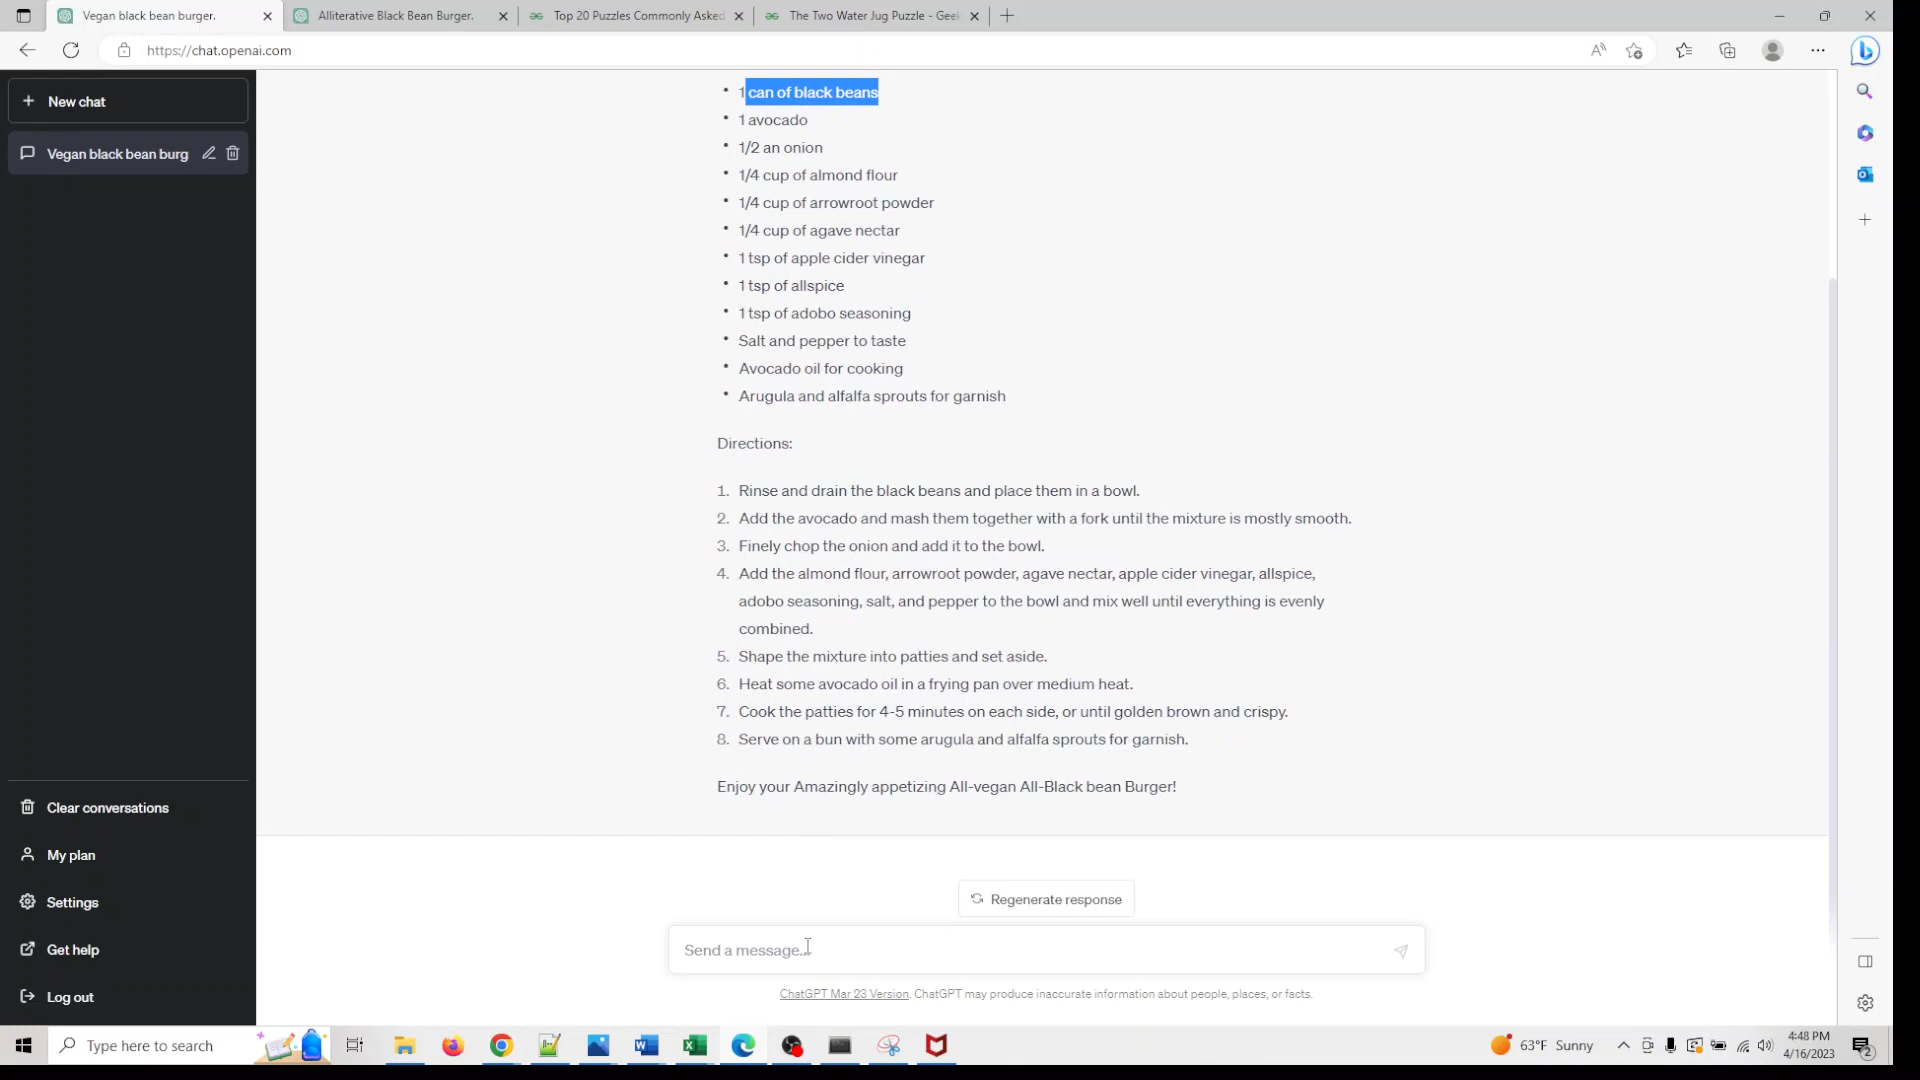 Vegan black bean burger.
Alliterative Black Bean Burger.
Top 20 Puzzles Commonly Asked
The Two Water Jug Puzzle - Geek
https://chat.openai.com
New chat
Vegan black bean burg
• 1 can of black beans
• 1 avocado
• 1/2 an onion
• 1/4 cup of almond flour
• 1/4 cup of arrowroot powder
• 1/4 cup of agave nectar
• 1 tsp of apple cider vinegar
• 1 tsp of allspice
• 1 tsp of adobo seasoning
• Salt and pepper to taste
• Avocado oil for cooking
• Arugula and alfalfa sprouts for garnish
Directions:
1. Rinse and drain the black beans and place them in a bowl.
2. Add the avocado and mash them together with a fork until the mixture is mostly smooth.
3. Finely chop the onion and add it to the bowl.
4. Add the almond flour, arrowroot powder, agave nectar, apple cider vinegar, allspice,
adobo seasoning, salt, and pepper to the bowl and mix well until everything is evenly
combined.
5. Shape the mixture into patties and set aside.
6. Heat some avocado oil in a frying pan over medium heat.
7. Cook the patties for 4-5 minutes on each side, or until golden brown and crispy.
8. Serve on a bun with some arugula and alfalfa sprouts for garnish.
Enjoy your Amazingly appetizing All-vegan All-Black bean Burger!
Clear conversations
My plan
Settings
Get help
Log out
Regenerate response
Send a message...
ChatGPT Mar 23 Version. ChatGPT may produce inaccurate information about people, places, or facts.
Type here to search
63°F Sunny
4:48 PM
4/16/2023
2